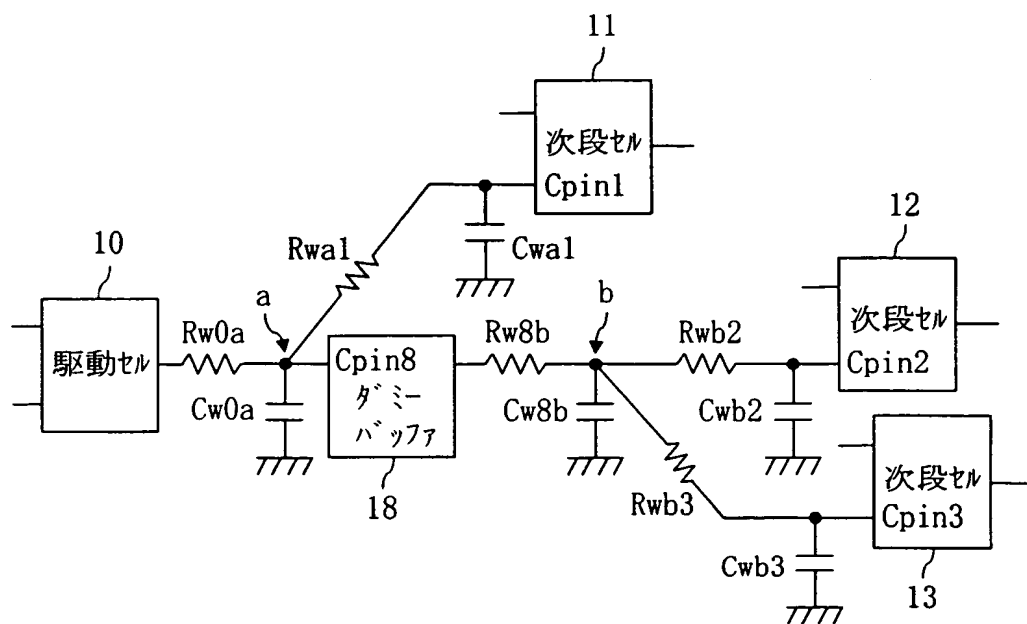 11
次段ｾﾙ
Cpin1
Rwa1
Cwa1
10
駆動セル
Rw0a
a
Cw0a
Cpin8
ダミー
バッファ
18
Rw8b
b
Cw8b
Rwb2
Cwb2
12
次段ｾﾙ
Cpin2
Rwb3
Cwb3
次段ｾﾙ
Cpin3
13